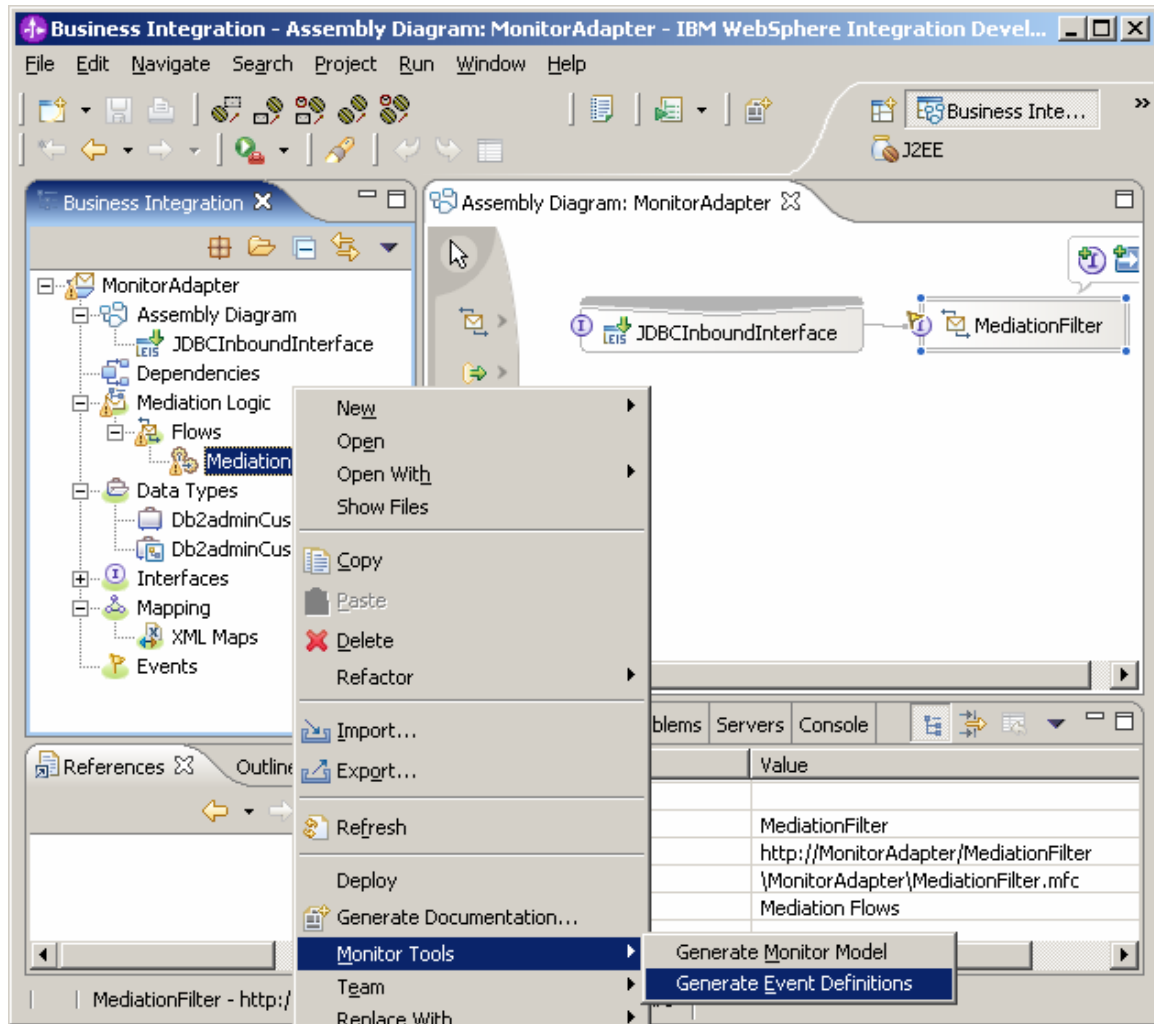 Business Integration - Assembly Diagram: MonitorAdapter - IBM WebSphere Integration Devel...
File Edit Navigate Search Project Run Window Help
Business Inte...
J2EE
Business Integration
Assembly Diagram: MonitorAdapter
MonitorAdapter
Assembly Diagram
JDBCInboundInterface
Dependencies
Mediation Logic
Flows
Mediation
Data Types
Db2adminCus
Db2adminCus
Interfaces
Mapping
XML Maps
Events
JDBCInboundInterface
MediationFilter
New
Open
Open With
Show Files
Copy
Paste
Delete
Refactor
Import...
Export...
Refresh
Deploy
Generate Documentation...
Monitor Tools
Team
Replace With
Generate Monitor Model
Generate Event Definitions
References Outline
blems Servers Console
Value
MediationFilter
http://MonitorAdapter/MediationFilter
\MonitorAdapter\MediationFilter.mfc
Mediation Flows
MediationFilter - http:/